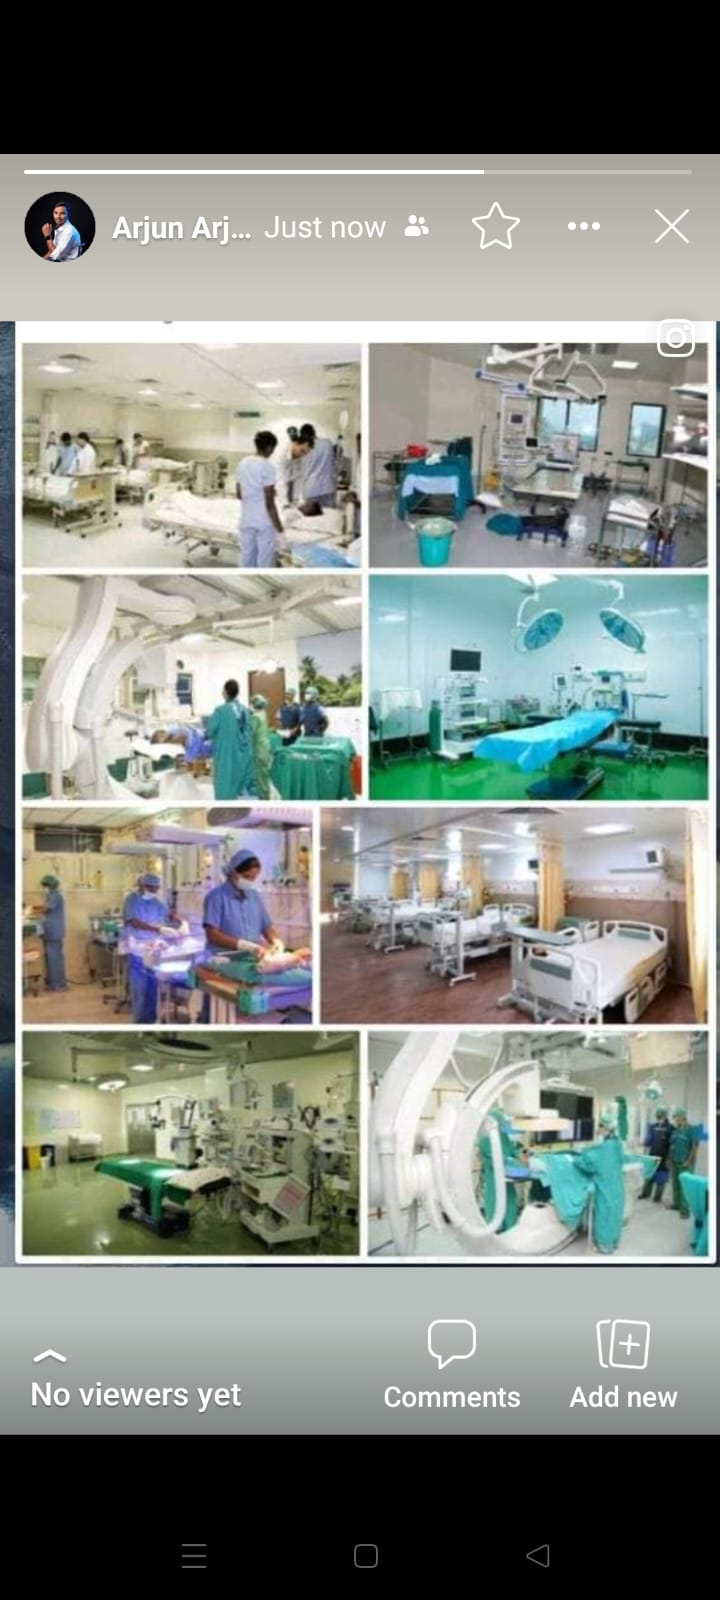 Arjun Arj... Just now
No viewers yet
Comments
Add new